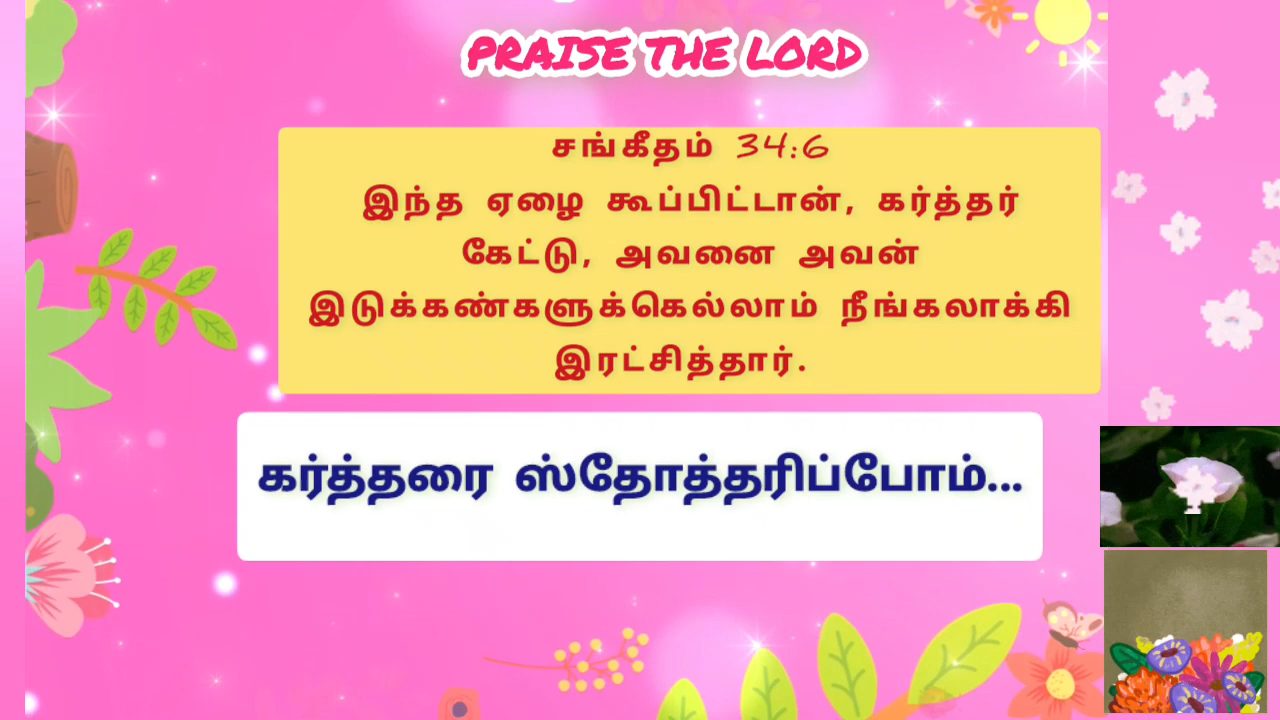 PRAISE THE LORD
சங்கீதம் 34:6
இந்த ஏழை கூப்பிட்டான், கர்த்தர்
கேட்டு, அவனை அவன்
இடுக்கண்களுக்கெல்லாம் நீங்கலாக்கி
இரட்சித்தார்.
கர்த்தரை ஸ்தோத்தரிப்போம்...